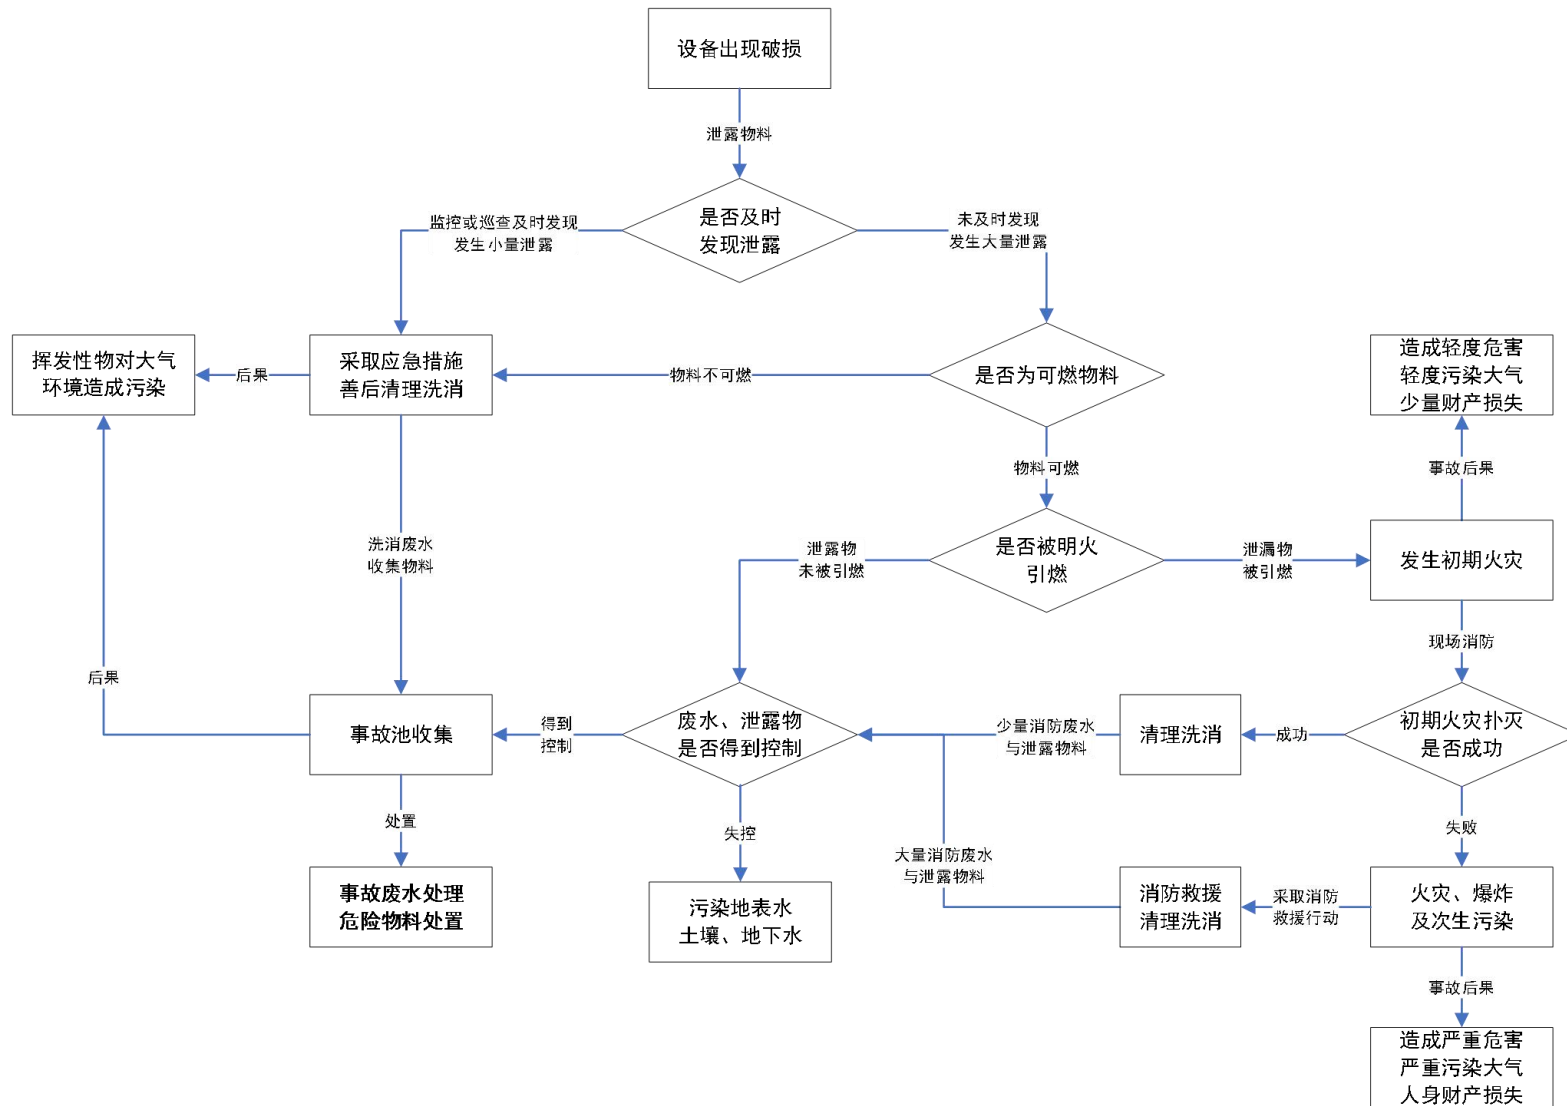 设备出现破损
泄露物料
是否及时
发现泄露
监控或巡查及时发现
发生小量泄露
未及时发现
发生大量泄露
挥发性物对大气
环境造成污染
后果
采取应急措施
善后清理洗消
物料不可燃
是否为可燃物料
造成轻度危害
轻度污染大气
少量财产损失
物料可燃
事故后果
洗消废水
收集物料
泄露物
未被引燃
是否被明火
引燃
泄漏物
被引燃
发生初期火灾
现场消防
后果
事故池收集
得到
控制
废水、泄露物
是否得到控制
少量消防废水
与泄露物料
清理洗消
成功
初期火灾扑灭
是否成功
处置
失控
失败
大量消防废水
与泄露物料
事故废水处理
危险物料处置
污染地表水
土壤、地下水
消防救援
清理洗消
采取消防
救援行动
火灾、爆炸
及次生污染
事故后果
造成严重危害
严重污染大气
人身财产损失